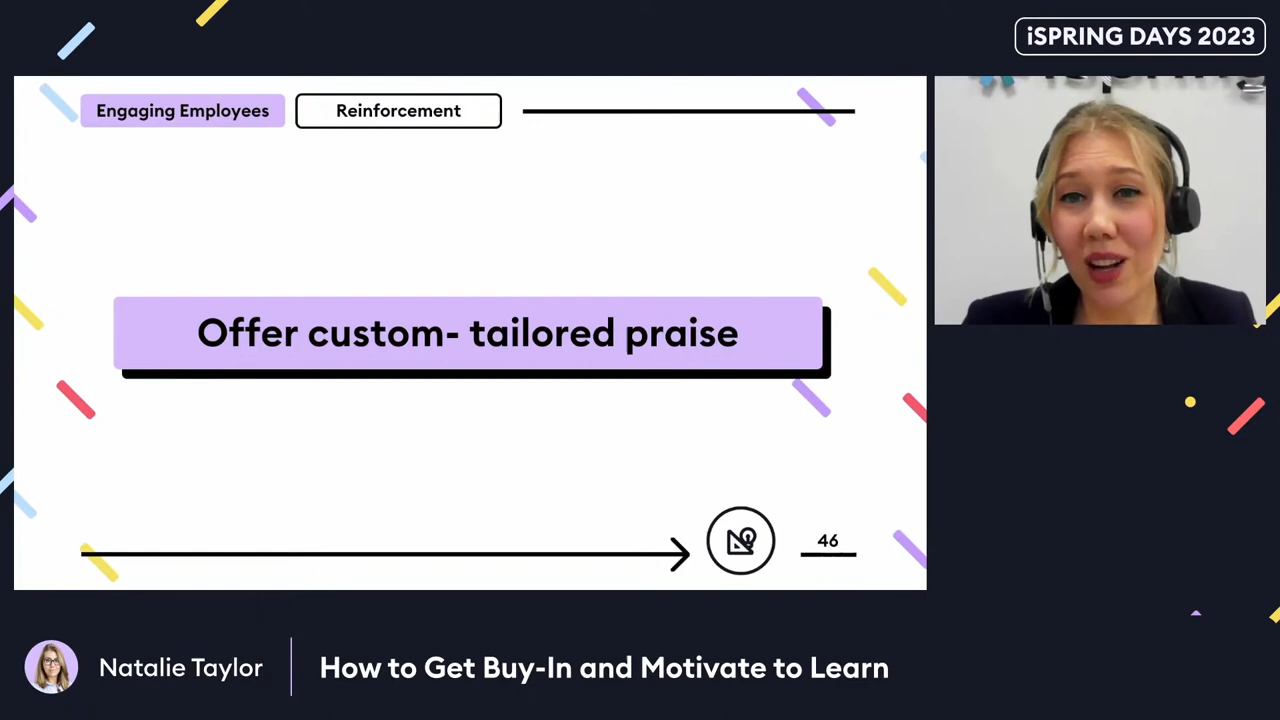 iSPRING DAYS 2023
Engaging Employees
Reinforcement
Offer custom- tailored praise
46
Natalie Taylor
How to Get Buy-In and Motivate to Learn